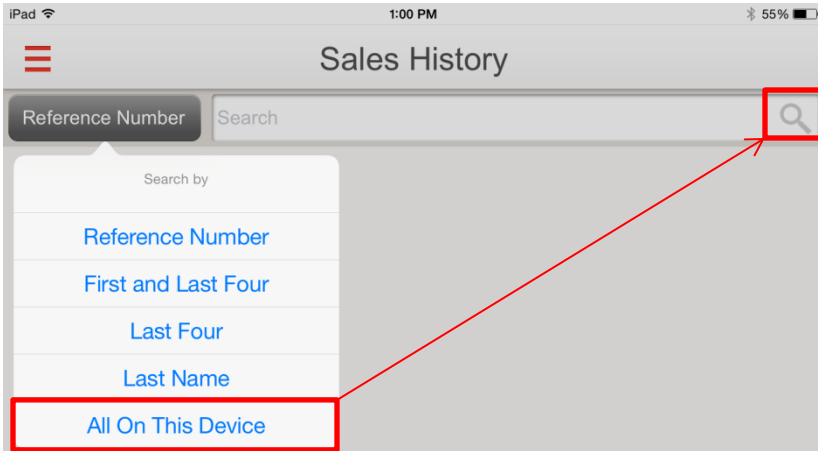 iPad 1:00 PM 55%
Sales History
Reference Number Search
Search by
Reference Number
First and Last Four
Last Four
Last Name
All On This Device